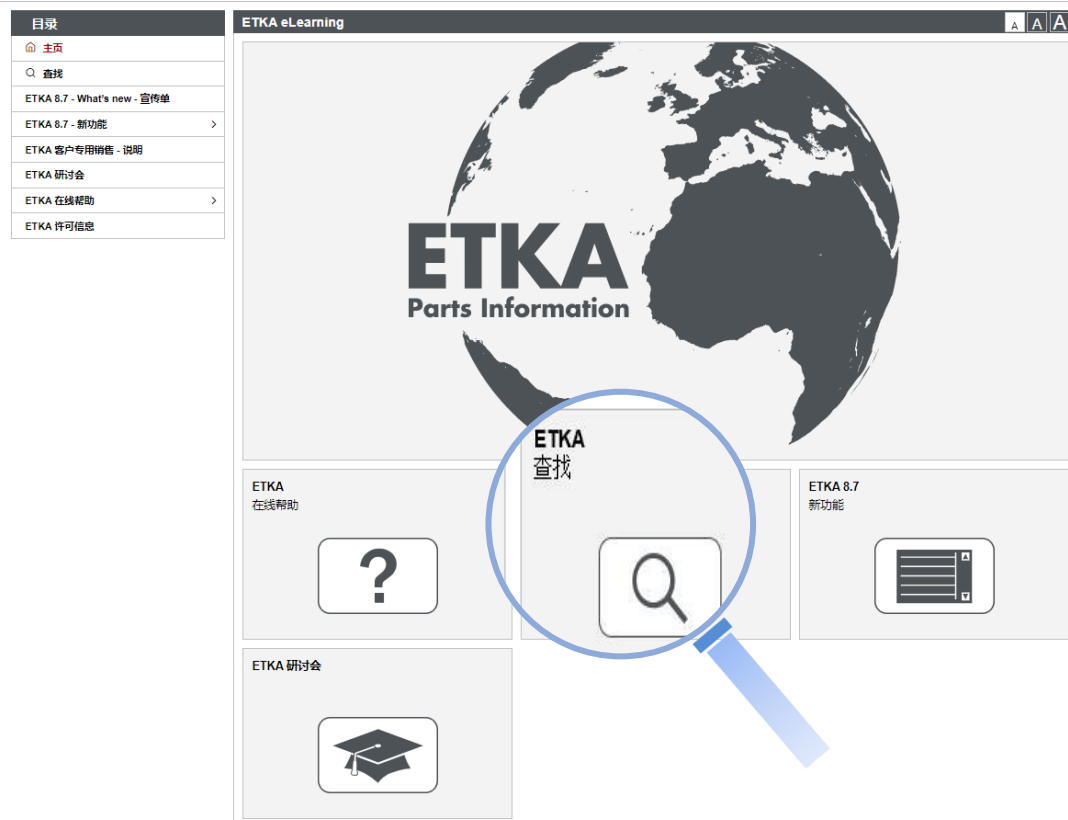 目录
主页
查找
ETKA 8.7 - What's new - 宣传单
ETKA 8.7 - 新功能
ETKA 客户专用销售 - 说明
ETKA 研讨会
ETKA 在线帮助
ETKA 许可信息
ETKA eLearning
A A A
ETKA
Parts Information
ETKA
在线帮助
?
ETKA
查找
ETKA 8.7
新功能
ETKA 研讨会